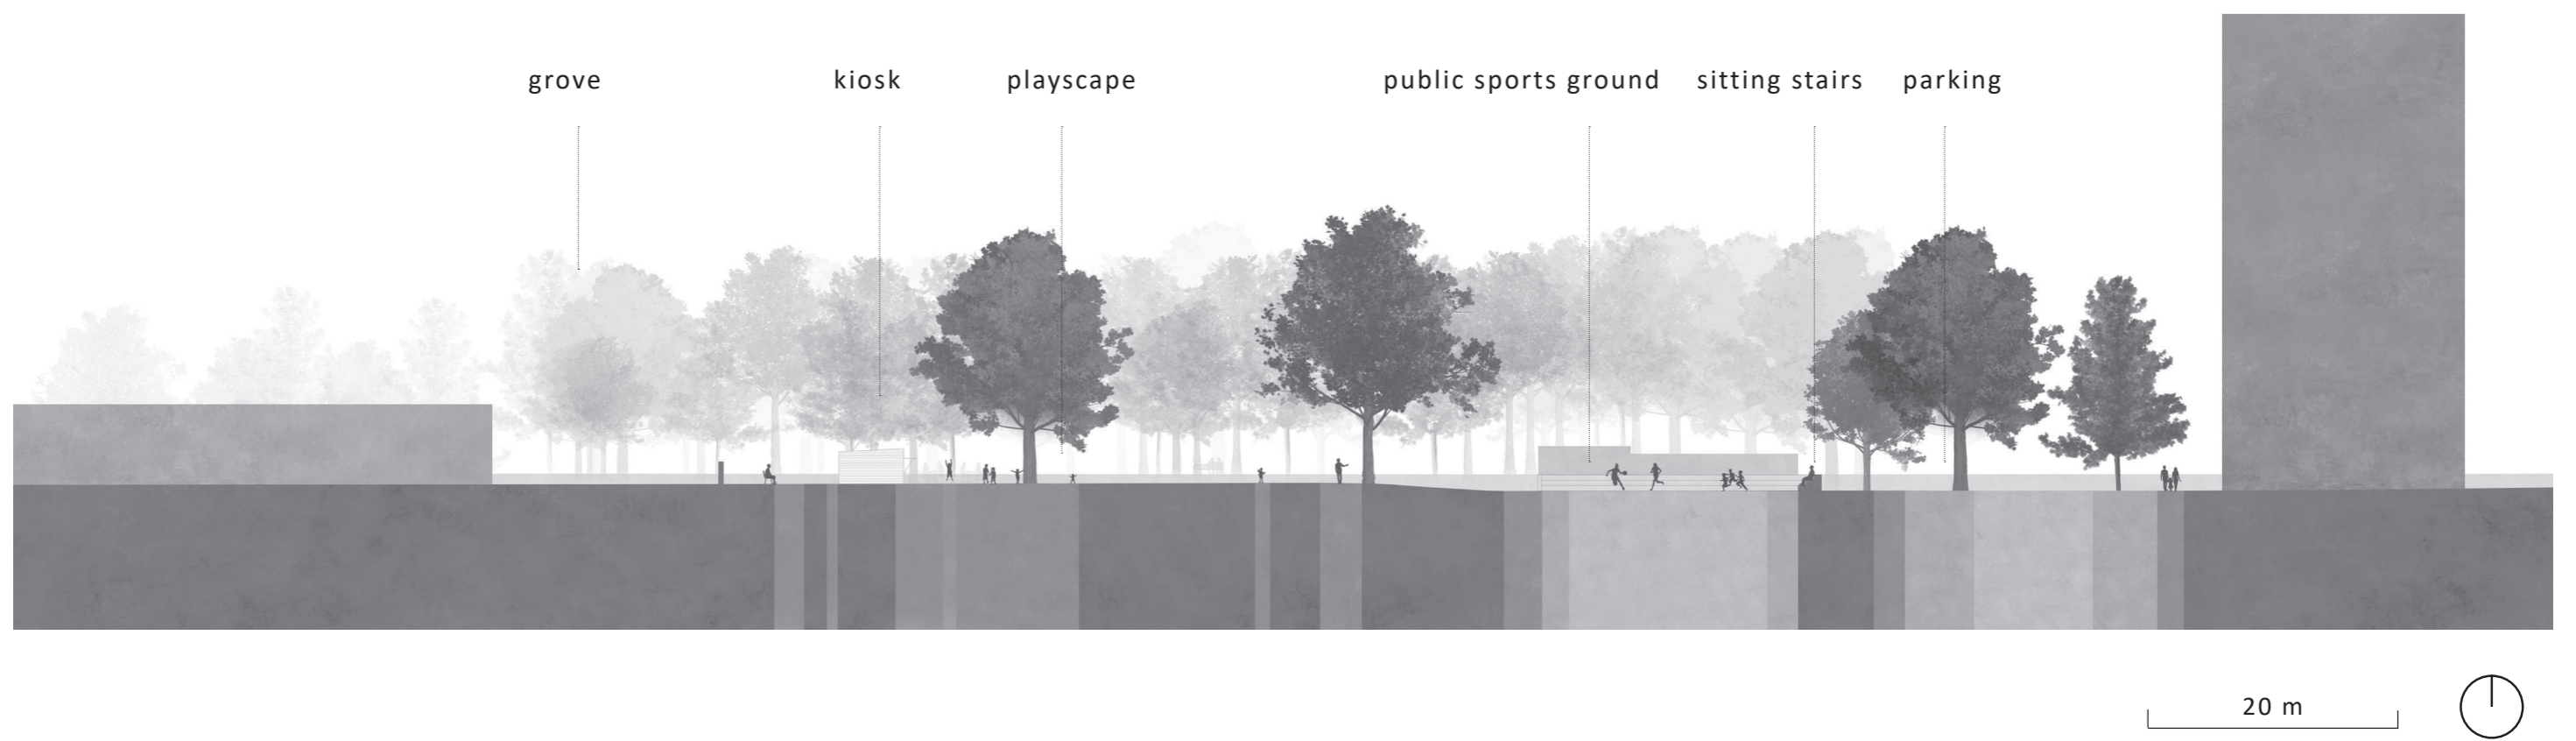 grove
kiosk
playscape
public sports ground
sitting stairs
parking
20 m